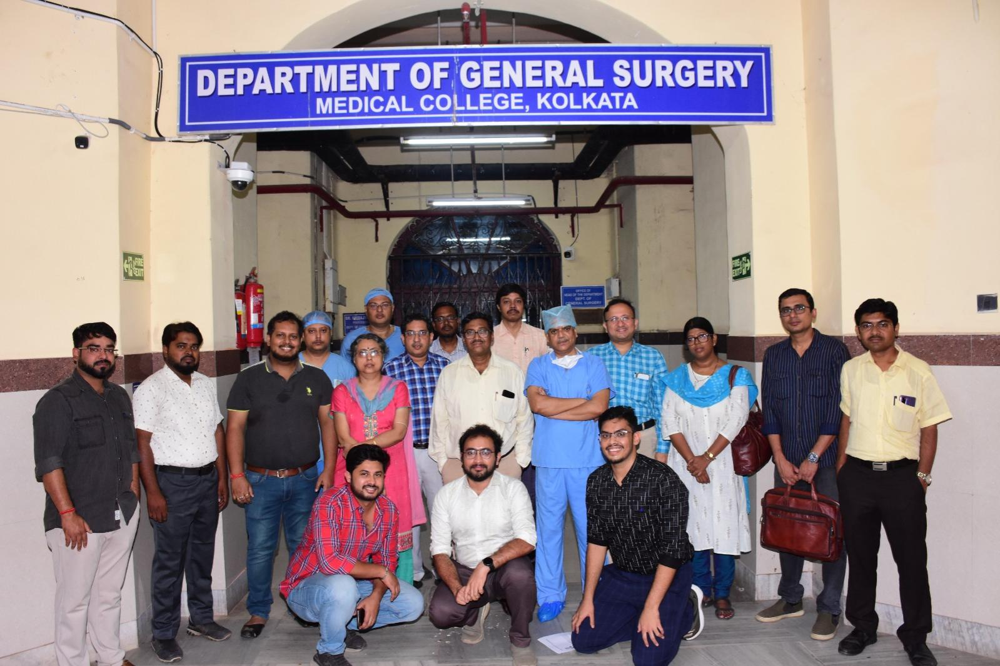 DEPARTMENT OF GENERAL SURGERY
MEDICAL COLLEGE, KOLKATA
FIRE
EXIT
FIRE
EXIT
OFFICE OF
HEAD OF THE DEPARTMENT
DEPT. OF
GENERAL SURGERY
DR.